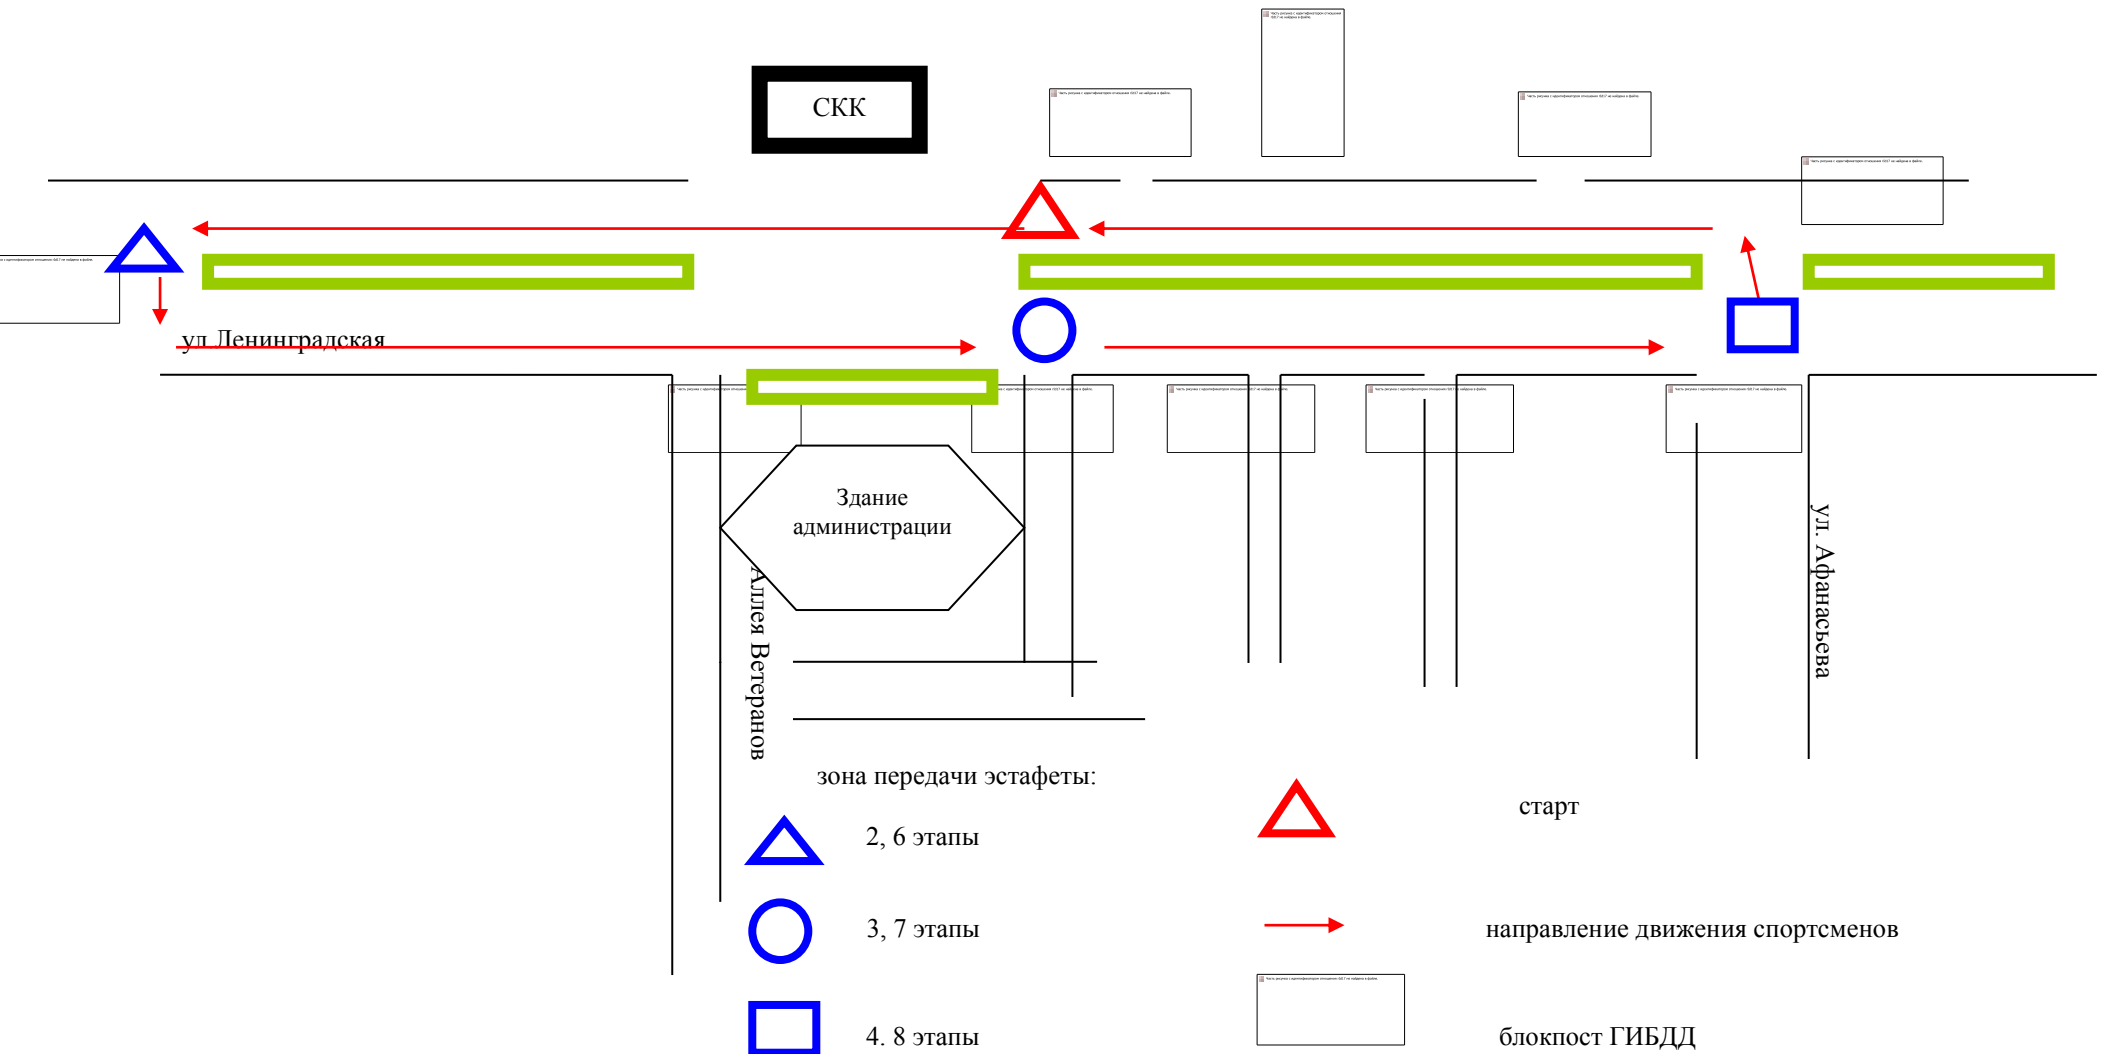 СКК
ул Ленинградская
Здание
администрации
Аллея Ветеранов
ул. Афанасьева
зона передачи эстафеты:
2, 6 этапы
старт
3, 7 этапы
направление движения спортсменов
4. 8 этапы
блокпост ГИБДД